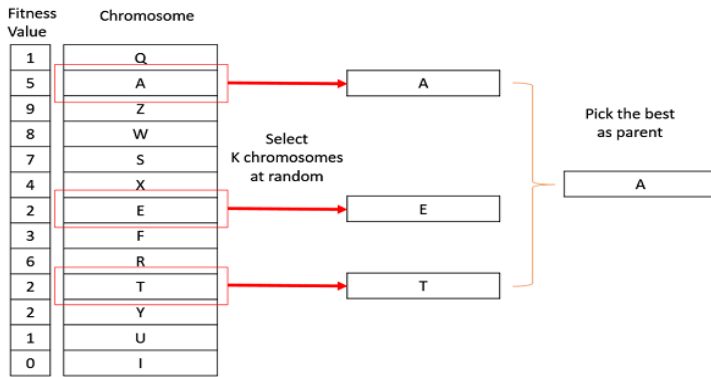 Fitness
Value
Chromosome
1 Q
5 A
9 Z
8 W
7 S
4 X
2 E
3 F
6 R
2 T
2 Y
1 U
0 I
Select
K chromosomes
at random
A
E
T
Pick the best
as parent
A